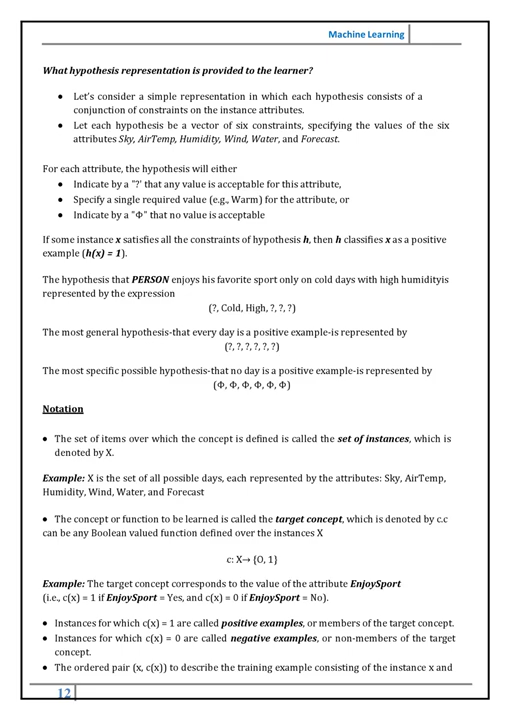 Machine Learning
What hypothesis representation is provided to the learner?
• Let's consider a simple representation in which each hypothesis consists of a
conjunction of constraints on the instance attributes.
• Let each hypothesis be a vector of six constraints, specifying the values of the six
attributes Sky, AirTemp, Humidity, Wind, Water, and Forecast.
For each attribute, the hypothesis will either
• Indicate by a "?' that any value is acceptable for this attribute,
• Specify a single required value (e.g., Warm) for the attribute, or
• Indicate by a "Φ" that no value is acceptable
If some instance x satisfies all the constraints of hypothesis h, then h classifies x as a positive
example (h(x) = 1).
The hypothesis that PERSON enjoys his favorite sport only on cold days with high humidityis
represented by the expression
(?, Cold, High, ?, ?, ?)
The most general hypothesis-that every day is a positive example-is represented by
(?, ?, ?, ?, ?, ?)
The most specific possible hypothesis-that no day is a positive example-is represented by
(Φ, Φ, Φ, Φ, Φ, Φ)
Notation
• The set of items over which the concept is defined is called the set of instances, which is
denoted by X.
Example: X is the set of all possible days, each represented by the attributes: Sky, AirTemp,
Humidity, Wind, Water, and Forecast
• The concept or function to be learned is called the target concept, which is denoted by c.c
can be any Boolean valued function defined over the instances X
c: X→ {O, 1}
Example: The target concept corresponds to the value of the attribute EnjoySport
(i.e., c(x) = 1 if EnjoySport = Yes, and c(x) = 0 if EnjoySport = No).
• Instances for which c(x) = 1 are called positive examples, or members of the target concept.
• Instances for which c(x) = 0 are called negative examples, or non-members of the target
concept.
• The ordered pair (x, c(x)) to describe the training example consisting of the instance x and
12